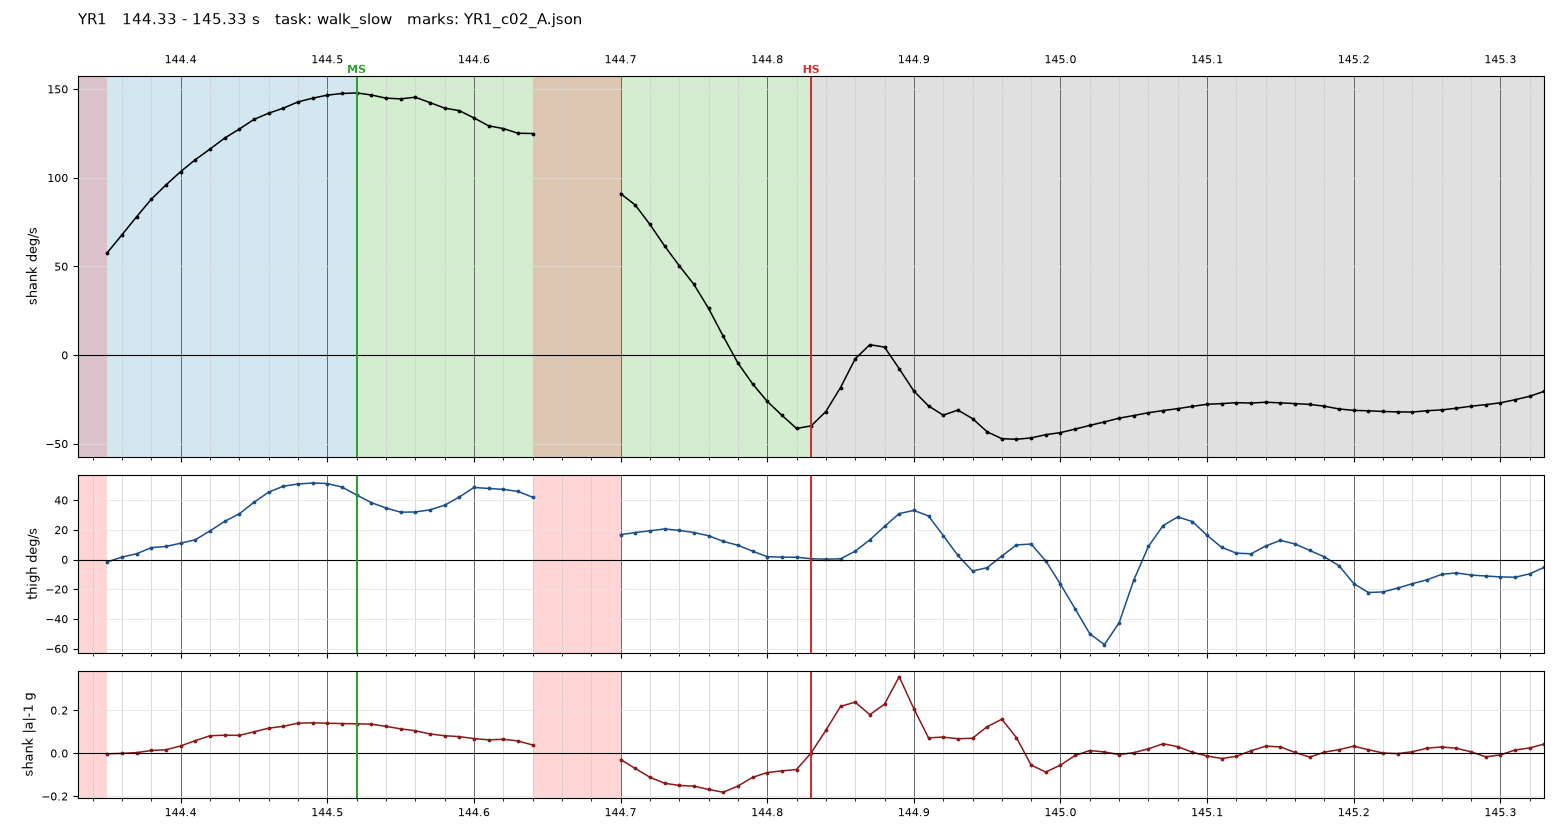 YR1   144.33 - 145.33 s   task: walk_slow   marks: YR1_c02_A.json
144.4 144.5 144.6 144.7 144.8 144.9 145.0 145.1 145.2 145.3
MS HS
shank deg/s
150
100
50
0
−50
thigh deg/s
40
20
0
−20
−40
−60
shank |a|-1 g
0.2
0.0
−0.2
144.4 144.5 144.6 144.7 144.8 144.9 145.0 145.1 145.2 145.3